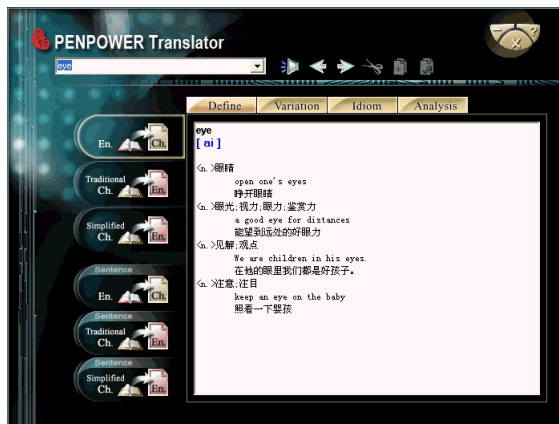 PENPOWER Translator
eye
Define Variation Idiom Analysis
En. Ch.
Traditional
Ch. En.
Simplified
Ch. En.
Sentence
En. Ch.
Sentence
Traditional
Ch. En.
Sentence
Simplified
Ch. En.
eye
[ ai ]
<n.>眼睛
open one's eyes
睁开眼睛
<n.>眼光;视力;眼力;鉴赏力
a good eye for distances
能望到远处的好眼力
<n.>见解;观点
We are children in his eyes.
在他的眼里我们都是好孩子。
<n.>注意;注目
keep an eye on the baby
照看一下婴孩